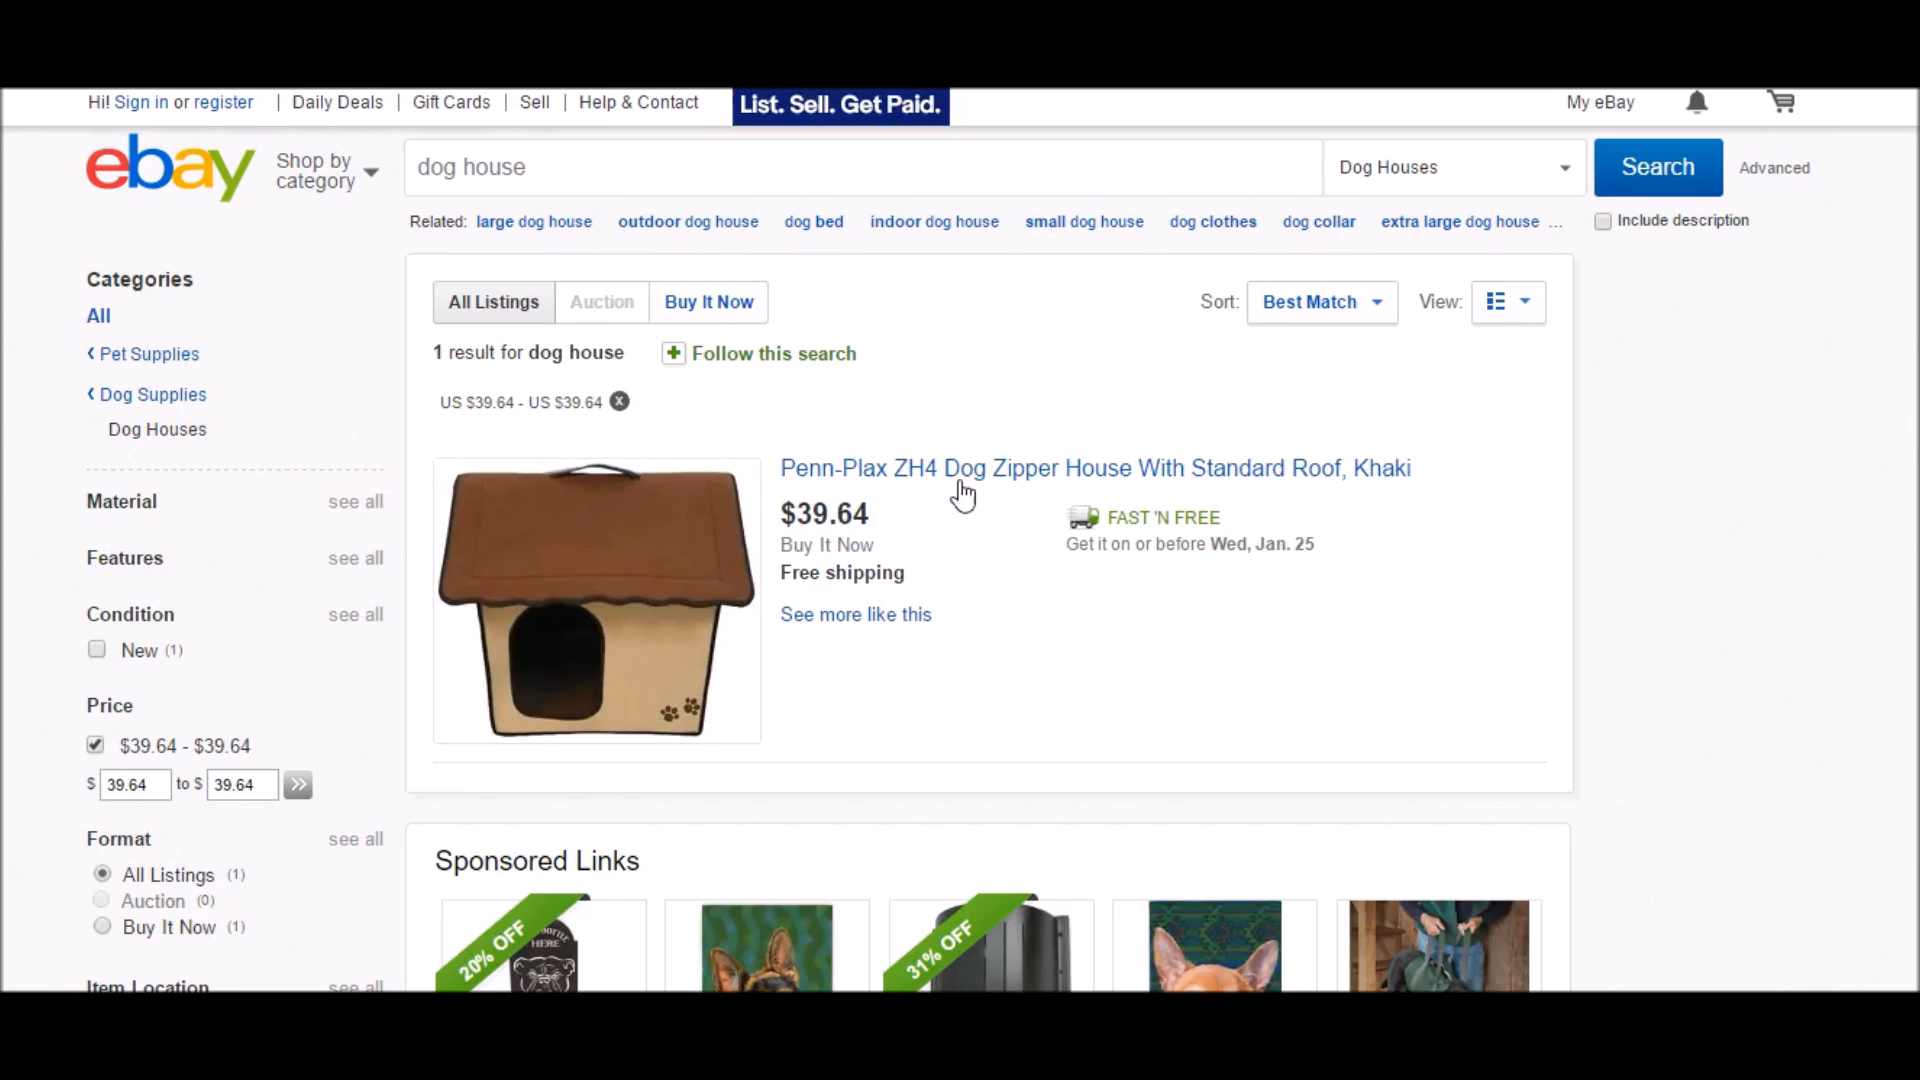 Hi! Sign in or register | Daily Deals | Gift Cards | Sell | Help & Contact List. Sell. Get Paid. My eBay
ebay Shop by category dog house Dog Houses Search Advanced
Related: large dog house outdoor dog house dog bed indoor dog house small dog house dog clothes dog collar extra large dog house ... Include description
Categories
All
Pet Supplies
Dog Supplies
Dog Houses
Material see all
Features see all
Condition see all
New (1)
Price
$39.64 - $39.64
$ 39.64 to $ 39.64
Format see all
All Listings (1)
Auction (0)
Buy It Now (1)
Item Location see all
All Listings Auction Buy It Now Sort: Best Match View:
1 result for dog house Follow this search
US $39.64 - US $39.64
Penn-Plax ZH4 Dog Zipper House With Standard Roof, Khaki
$39.64 FAST 'N FREE
Buy It Now Get it on or before Wed, Jan. 25
Free shipping
See more like this
Sponsored Links
20% OFF
HERE
31% OFF